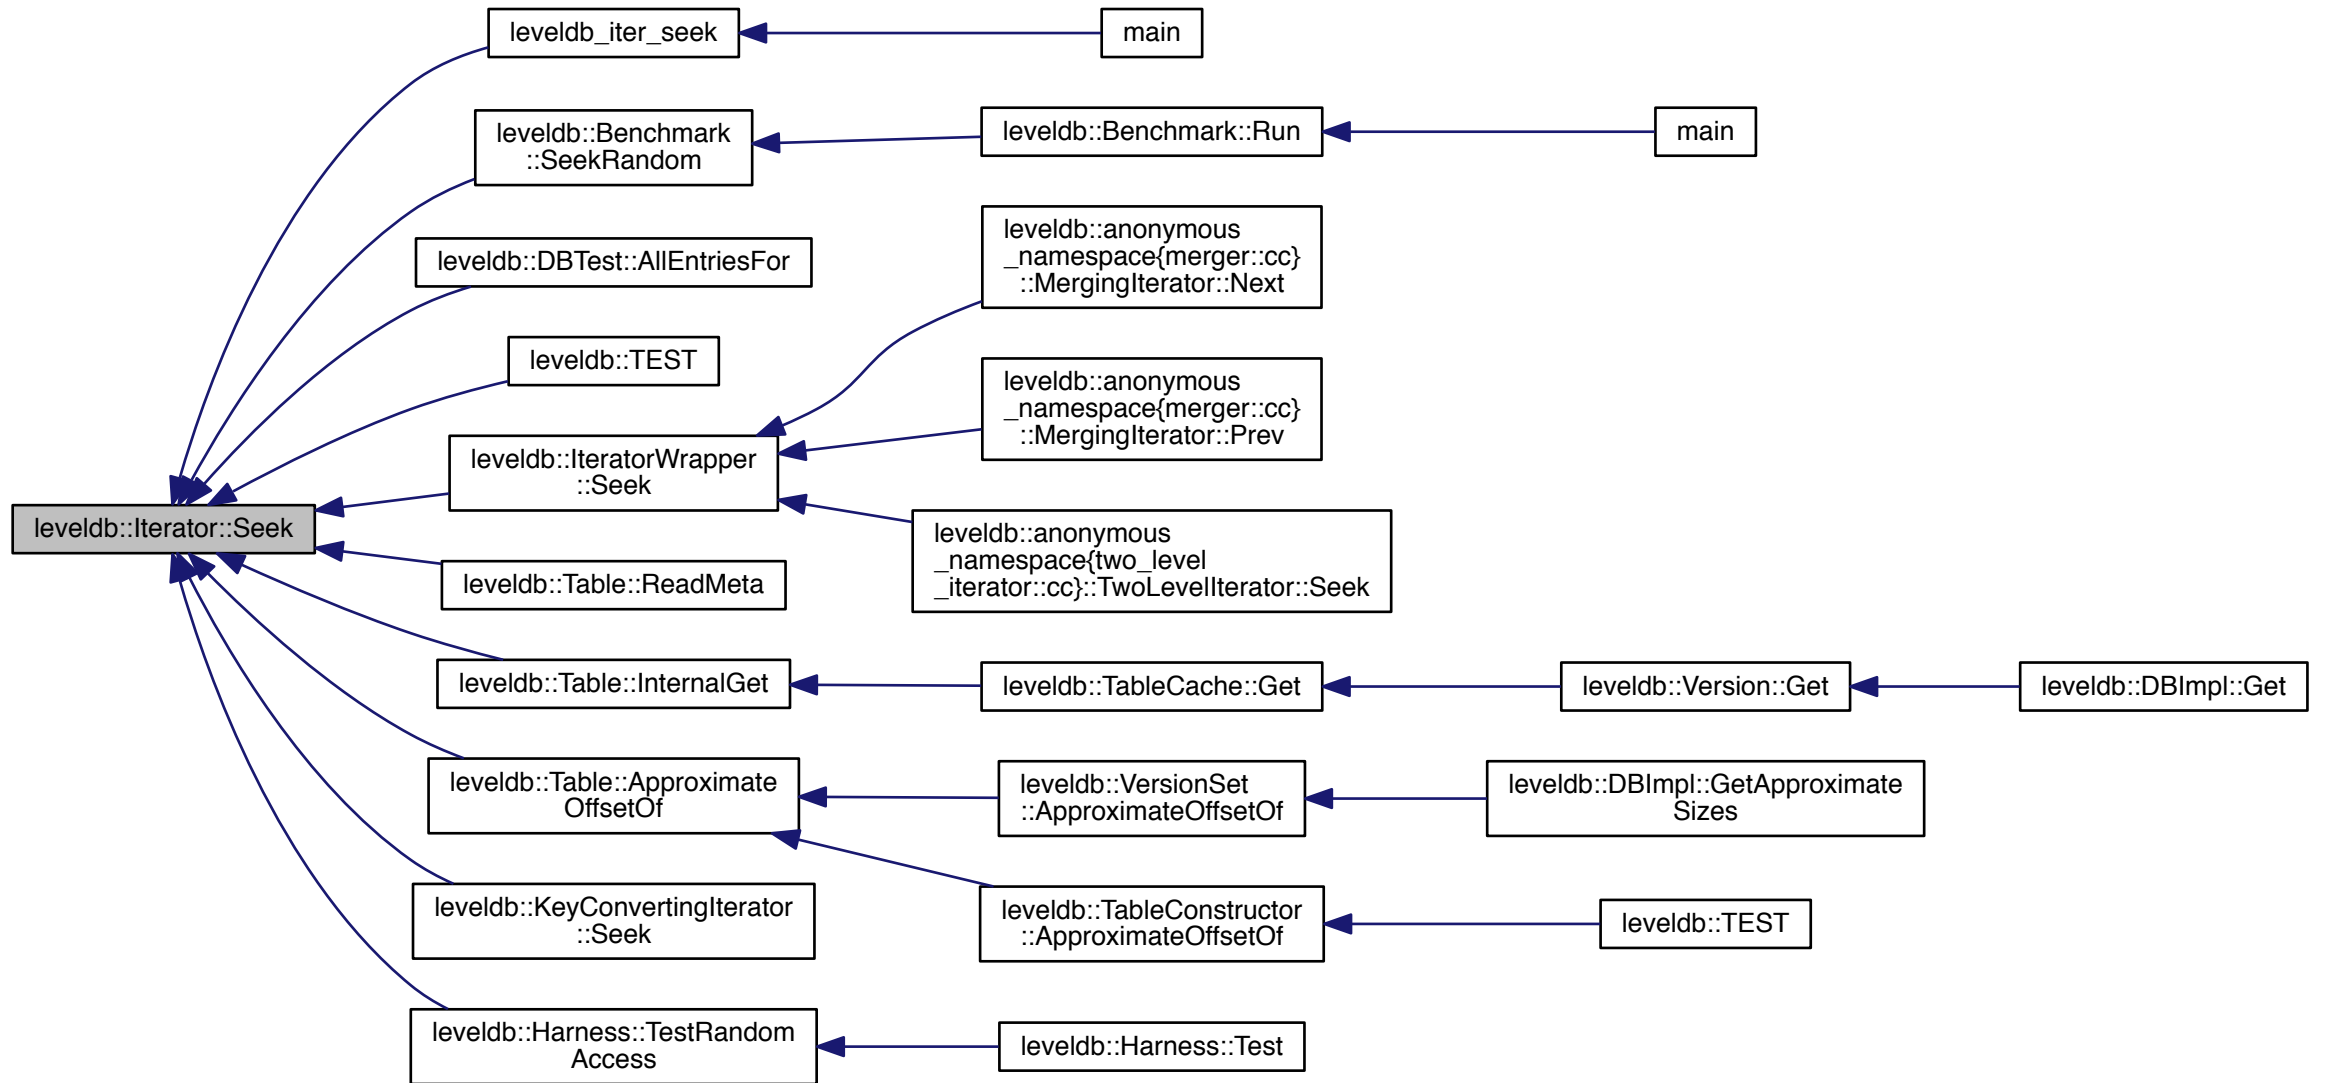 leveldb_iter_seek
main
leveldb::Benchmark
::SeekRandom
leveldb::Benchmark::Run
main
leveldb::DBTest::AllEntriesFor
leveldb::anonymous
_namespace{merger::cc}
::MergingIterator::Next
leveldb::TEST
leveldb::anonymous
_namespace{merger::cc}
::MergingIterator::Prev
leveldb::IteratorWrapper
::Seek
leveldb::Iterator::Seek
leveldb::anonymous
_namespace{two_level
_iterator::cc}::TwoLevelIterator::Seek
leveldb::Table::ReadMeta
leveldb::Table::InternalGet
leveldb::TableCache::Get
leveldb::Version::Get
leveldb::DBImpl::Get
leveldb::Table::Approximate
OffsetOf
leveldb::VersionSet
::ApproximateOffsetOf
leveldb::DBImpl::GetApproximate
Sizes
leveldb::KeyConvertingIterator
::Seek
leveldb::TableConstructor
::ApproximateOffsetOf
leveldb::TEST
leveldb::Harness::TestRandom
Access
leveldb::Harness::Test